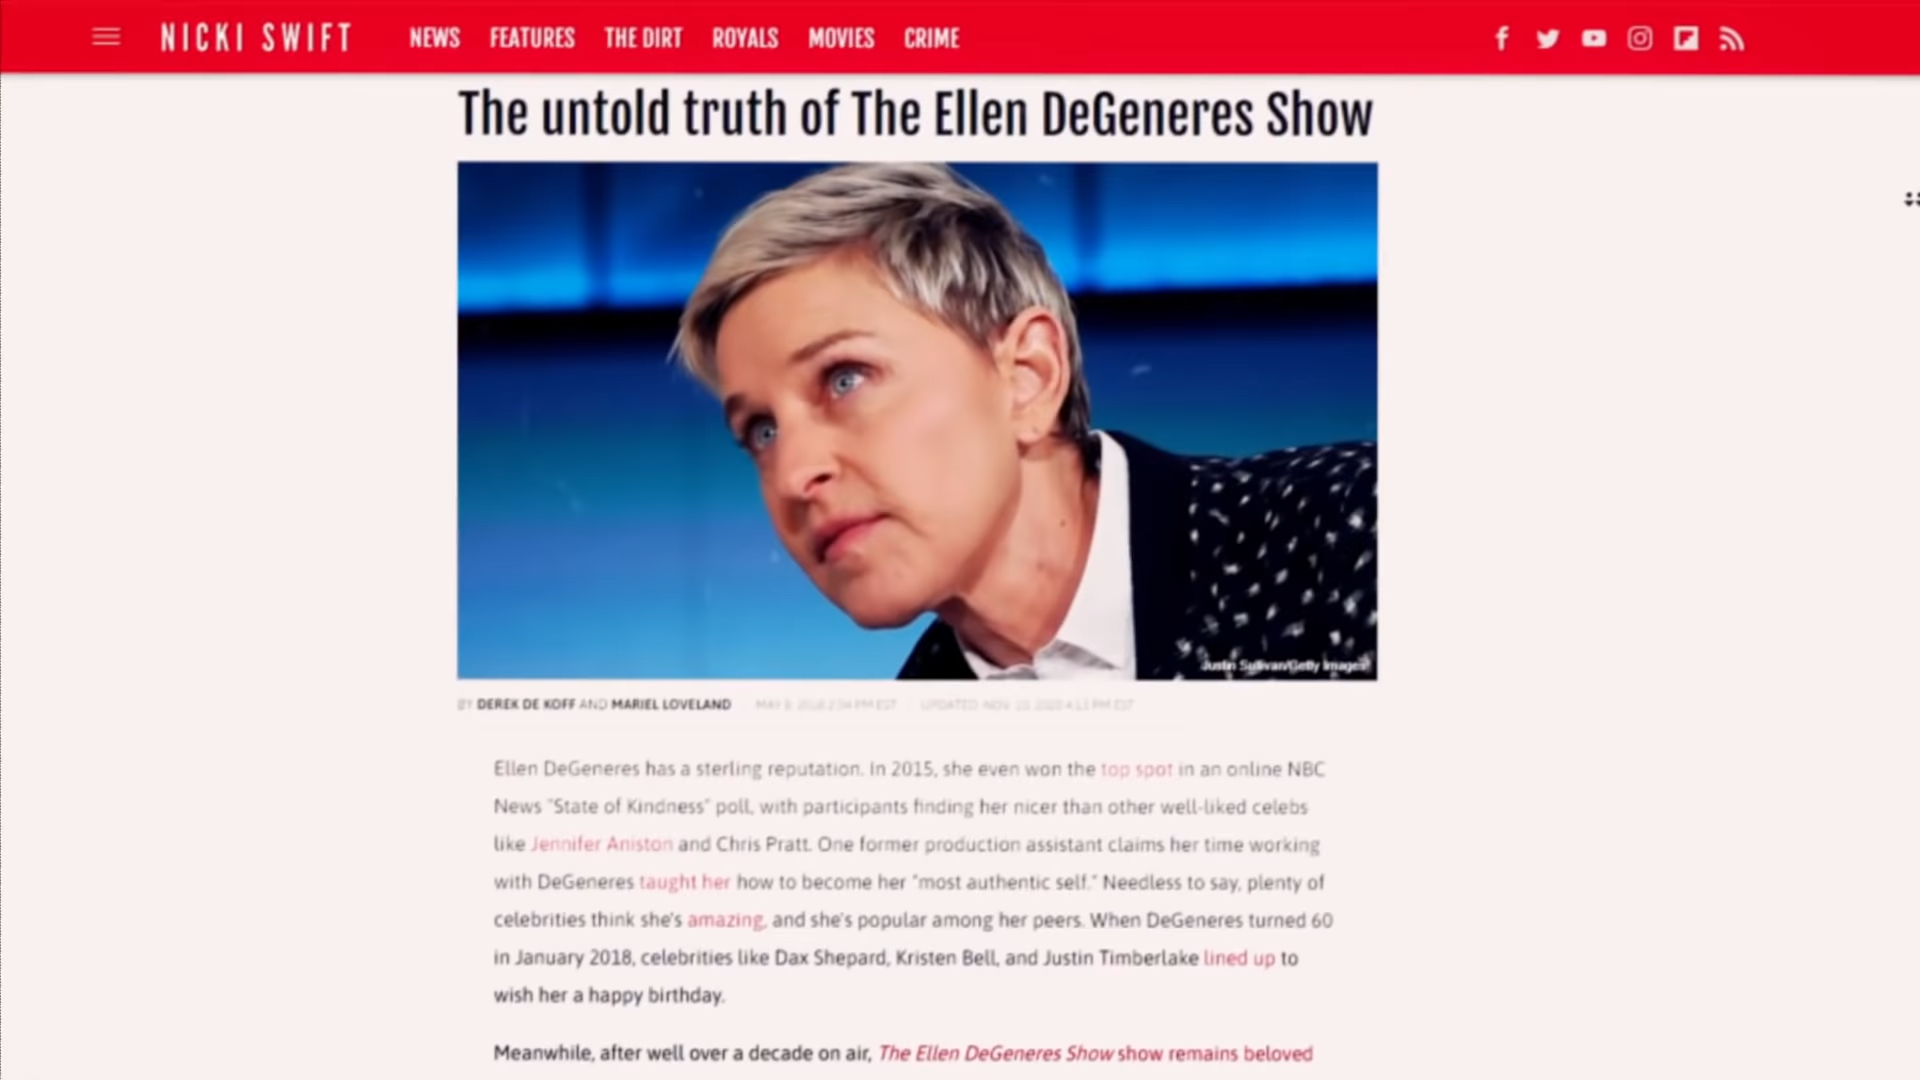 NICKI SWIFT NEWS FEATURES THE DIRT ROYALS MOVIES CRIME
The untold truth of The Ellen DeGeneres Show
Justin Sullivan/Getty Images
BY DEREK DE KOFF AND MARIEL LOVELAND
Ellen DeGeneres has a sterling reputation. In 2015, she even won the top spot in an online NBC
News "State of Kindness" poll, with participants finding her nicer than other well-liked celebs
like Jennifer Aniston and Chris Pratt. One former production assistant claims her time working
with DeGeneres taught her how to become her "most authentic self." Needless to say, plenty of
celebrities think she's amazing, and she's popular among her peers. When DeGeneres turned 60
in January 2018, celebrities like Dax Shepard, Kristen Bell, and Justin Timberlake lined up to
wish her a happy birthday.
Meanwhile, after well over a decade on air, The Ellen DeGeneres Show show remains beloved